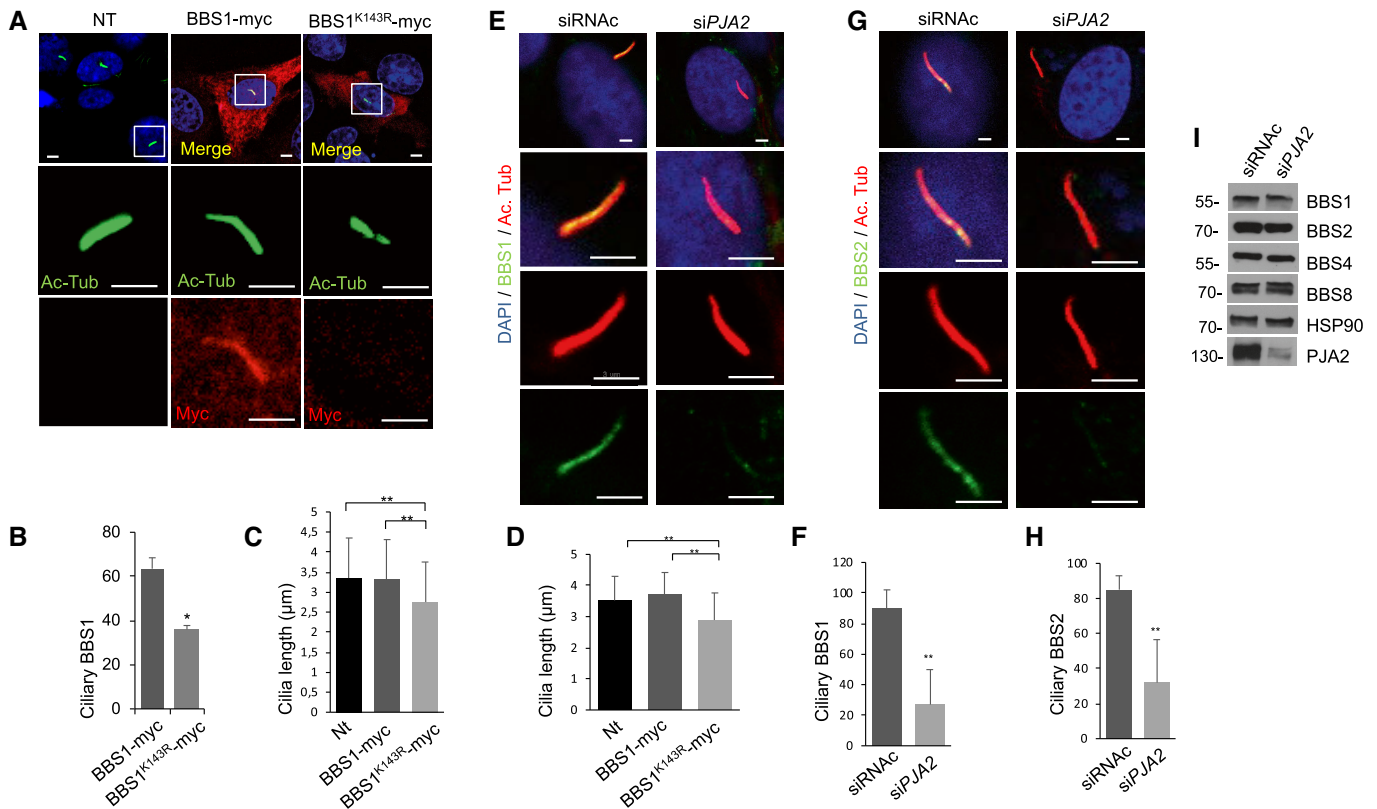 A
NT
BBS1-myc
BBS1K143R-myc
Merge
Merge
Ac-Tub
Ac-Tub
Ac-Tub
Myc
Myc
B
Ciliary BBS1
80
60
40
20
0
*
BBS1-myc
BBS1K143R-myc
C
Cilia length (µm)
5
4,5
4
3,5
3
2,5
2
1,5
1
0,5
0
**
**
Nt
BBS1-myc
BBS1K143R-myc
D
Cilia length (µm)
5
4
3
2
1
0
**
**
Nt
BBS1-myc
BBS1K143R-myc
E
siRNAc
siPJA2
DAPI / BBS1 / Ac. Tub
3 um
F
Ciliary BBS1
120
100
80
60
40
20
0
**
siRNAc
siPJA2
G
siRNAc
siPJA2
DAPI / BBS2 / Ac. Tub
H
Ciliary BBS2
100
80
60
40
20
0
**
siRNAc
siPJA2
I
siRNAc
siPJA2
55- BBS1
70- BBS2
55- BBS4
70- BBS8
70- HSP90
130- PJA2